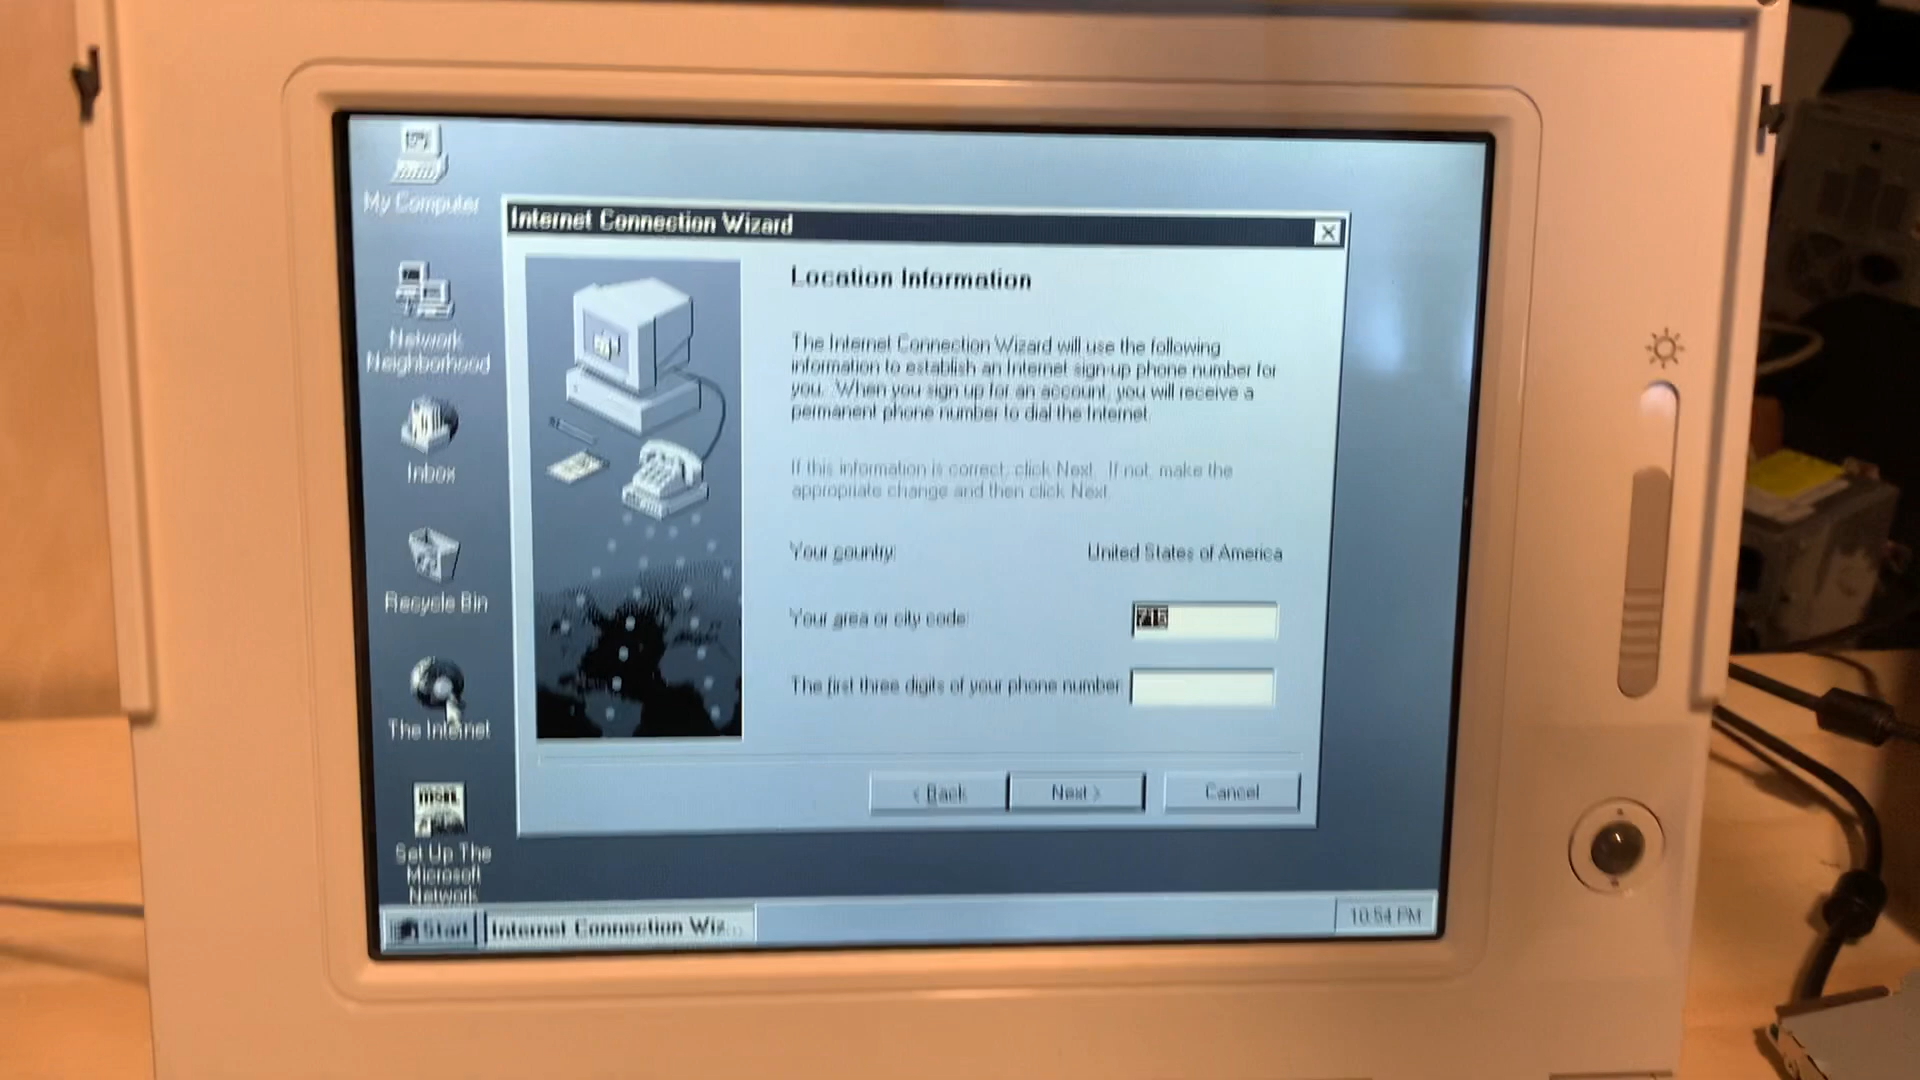 My Computer
Network
Neighborhood
Inbox
Recycle Bin
The Internet
Set Up The
Microsoft
Network
Internet Connection Wizard
Location Information
The Internet Connection Wizard will use the following
information to establish an Internet sign-up phone number for
you. When you sign up for an account, you will receive a
permanent phone number to dial the Internet.
If this information is correct, click Next. If not, make the
appropriate change and then click Next.
Your country:
United States of America
Your area or city code:
The first three digits of your phone number:
< Back
Next >
Cancel
Start
Internet Connection Wiz...
10:54 PM